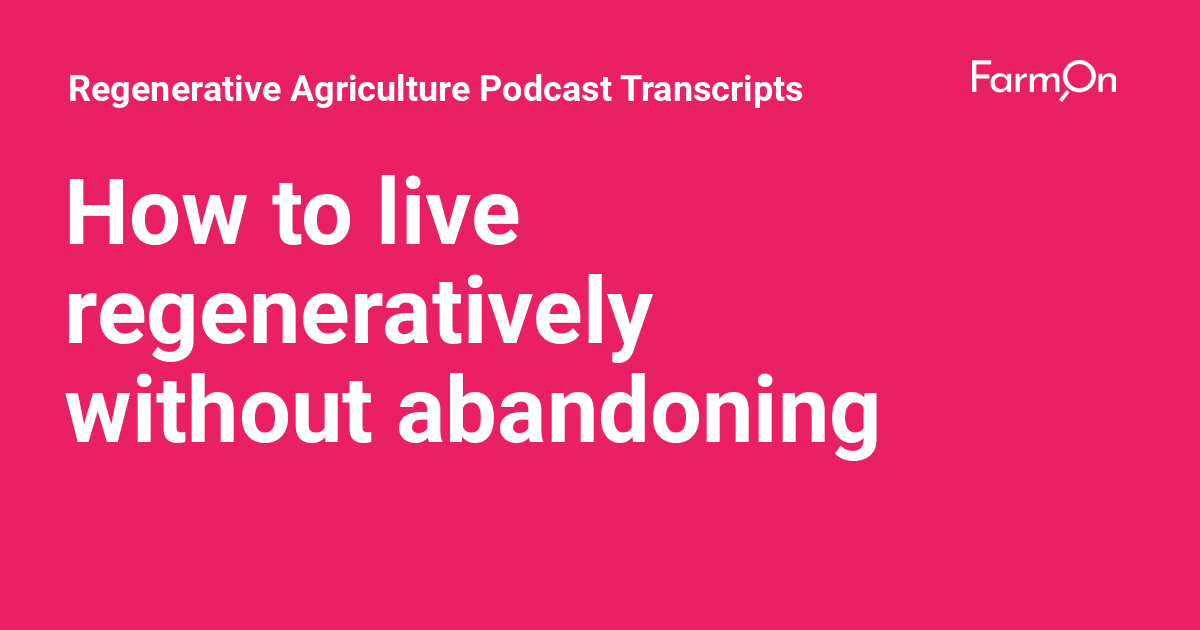 Regenerative Agriculture Podcast Transcripts
FarmOn
How to live
regeneratively
without abandoning